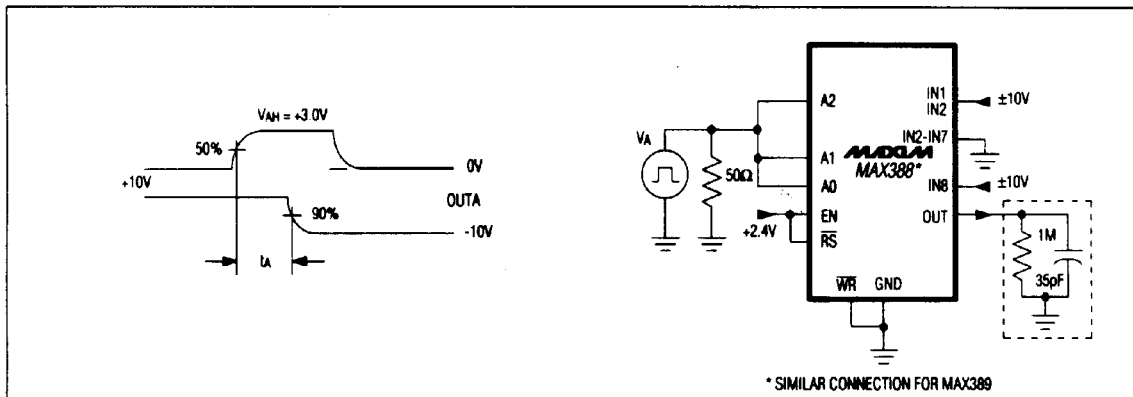 VAH = +3.0V
50%
0V
+10V
OUTA
90%
-10V
tA
VA
50Ω
+2.4V
A2
A1
A0
EN
RS
WR
GND
MAXIM
MAX388*
IN1
IN2
IN2-IN7
IN8
OUT
±10V
±10V
1M
35pF
* SIMILAR CONNECTION FOR MAX389